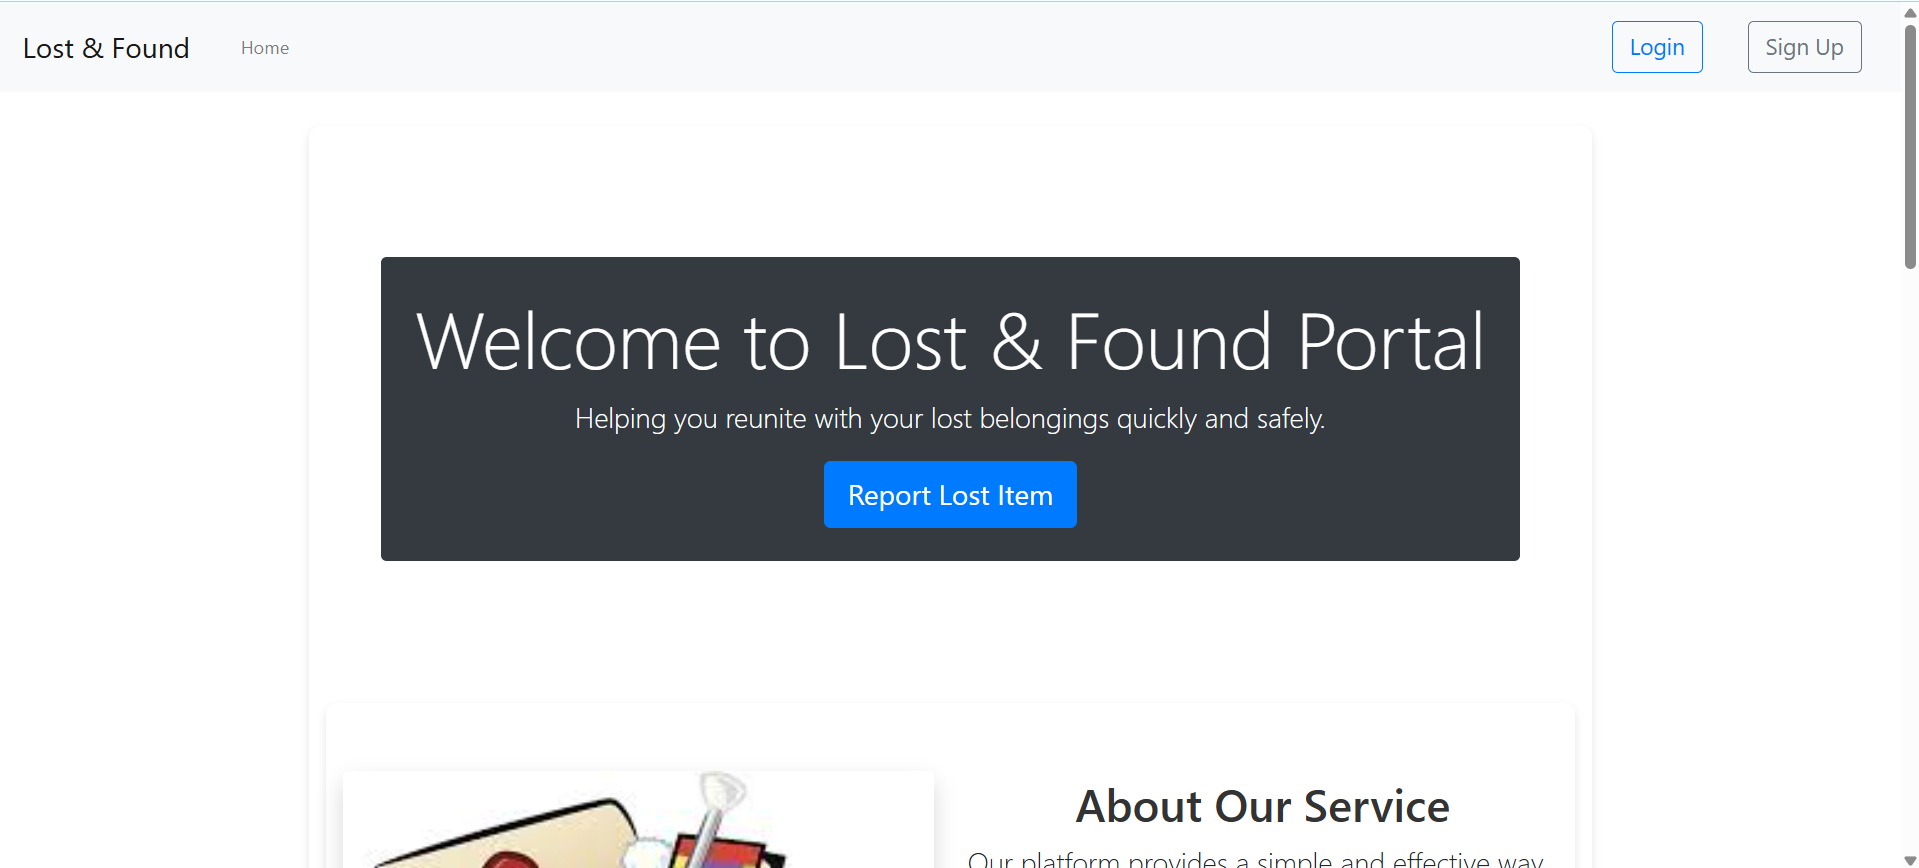 Lost & Found
Home
Login
Sign Up
Welcome to Lost & Found Portal
Helping you reunite with your lost belongings quickly and safely.
Report Lost Item
About Our Service
Our platform provides a simple and effective way